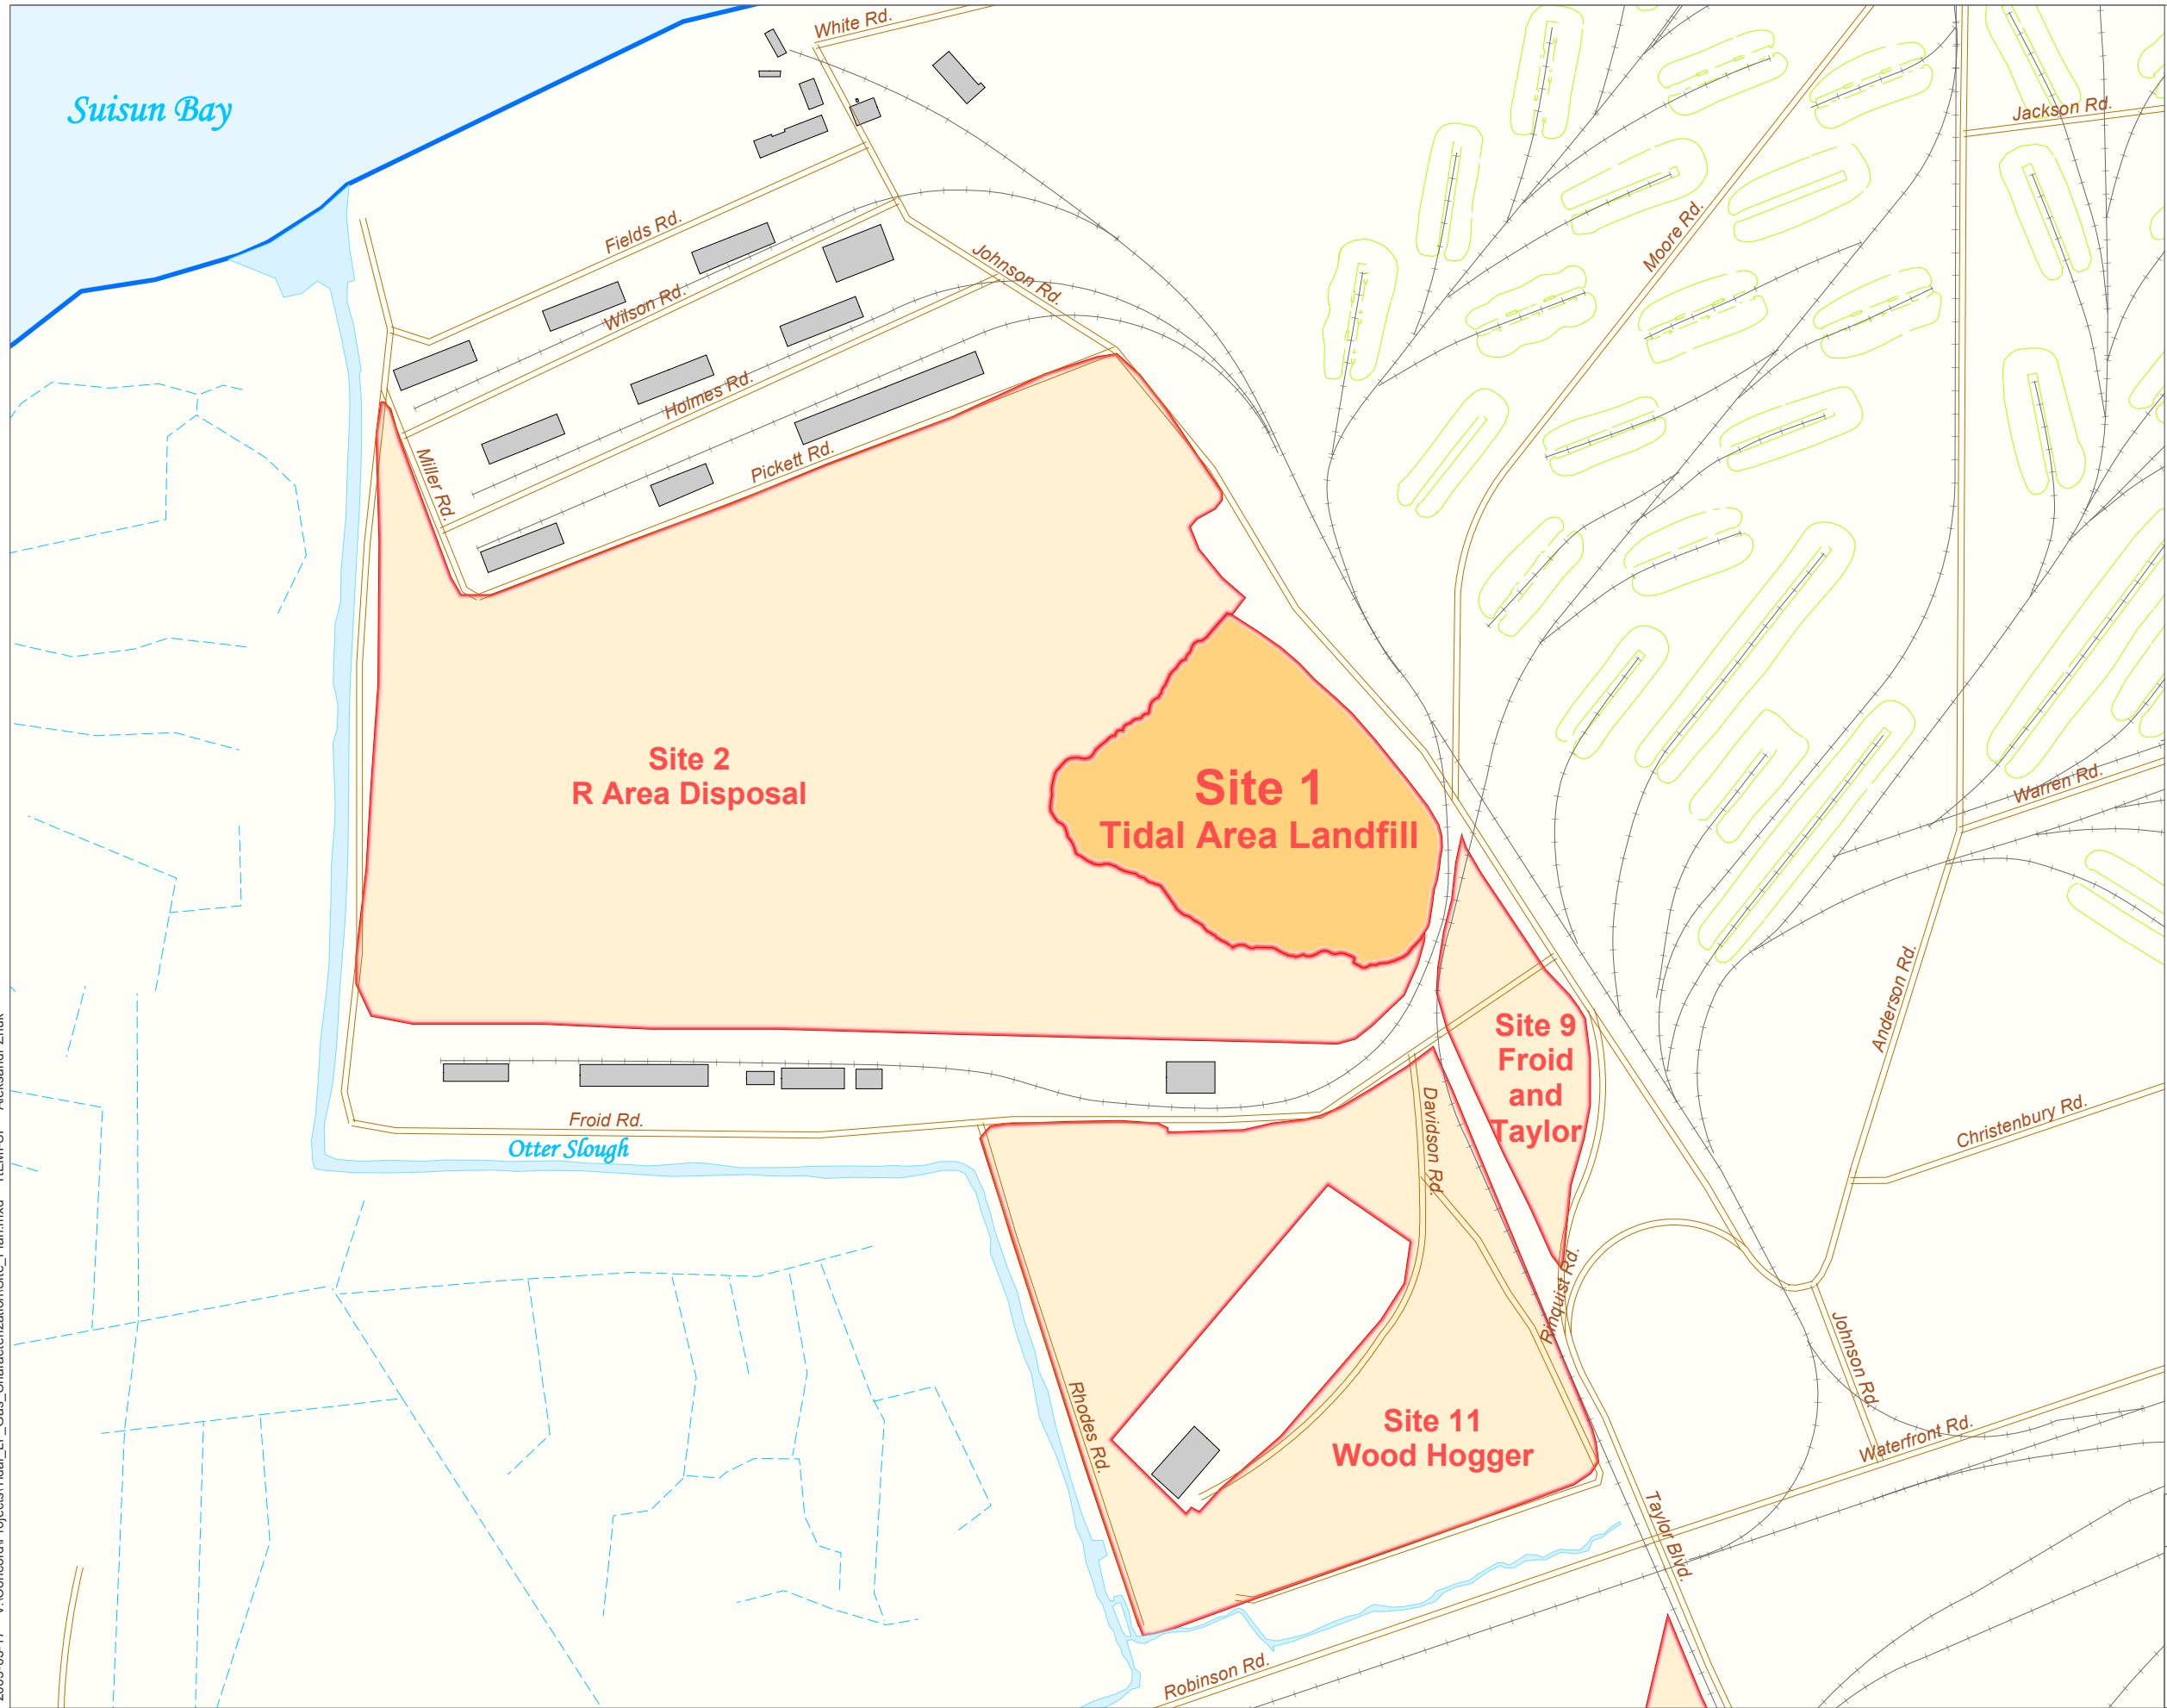 White Rd.
Suisun Bay
Jackson Rd.
Fields Rd.
Moore Rd.
Johnson Rd.
Wilson Rd.
Holmes Rd.
Miller Rd.
Pickett Rd.
Site 2
R Area Disposal
Site 1
Tidal Area Landfill
Warren Rd.
Anderson Rd.
Site 9
Froid
and
Taylor
Froid Rd.
Otter Slough
Davidson Rd.
Christenbury Rd.
Rinquist Rd.
Johnson Rd.
Rhodes Rd.
Site 11
Wood Hogger
Waterfront Rd.
Taylor Blvd.
Robinson Rd.